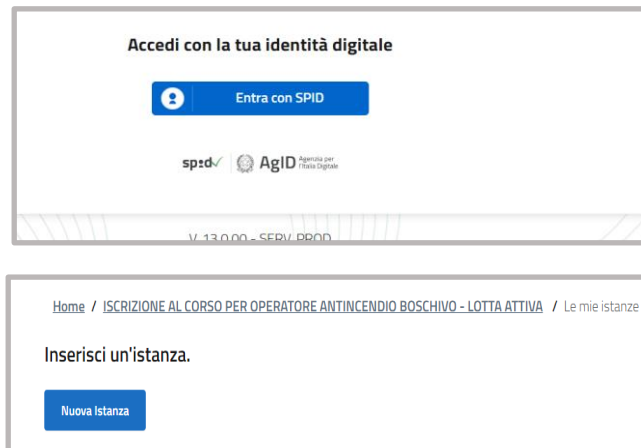 Accedi con la tua identità digitale
Entra con SPID
spid AgID Agenzia per l'Italia Digitale
V. 13.0.00 - SERV. PROD
Home / ISCRIZIONE AL CORSO PER OPERATORE ANTINCENDIO BOSCHIVO - LOTTA ATTIVA / Le mie istanze
Inserisci un'istanza.
Nuova Istanza